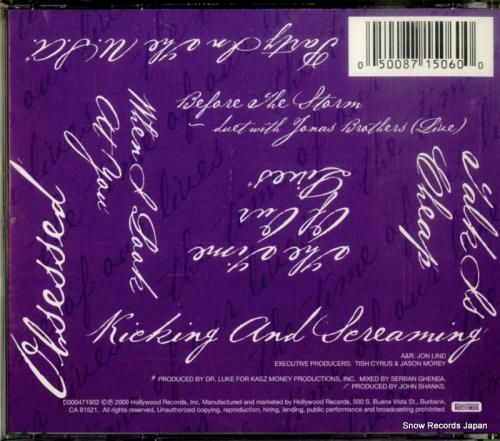 Party In The U.S.A.*
0 50087 15060 0
Before The Storm
– duet with Jonas Brothers (Live)
When I Look
At You
Talk Is
Cheap
The Time
Of Our
Lives*
Obsessed
Kicking And Screaming
A&R: JON LIND
EXECUTIVE PRODUCERS: TISH CYRUS & JASON MOREY
* PRODUCED BY DR. LUKE FOR KASZ MONEY PRODUCTIONS, INC. MIXED BY SERBAN GHENEA.
PRODUCED BY JOHN SHANKS.
D000471902 ©℗ 2009 Hollywood Records, Inc. Manufactured and marketed by Hollywood Records, 500 S. Buena Vista St., Burbank,
CA 91521. All rights reserved. Unauthorized copying, reproduction, hiring, lending, public performance and broadcasting prohibited.
Snow Records Japan